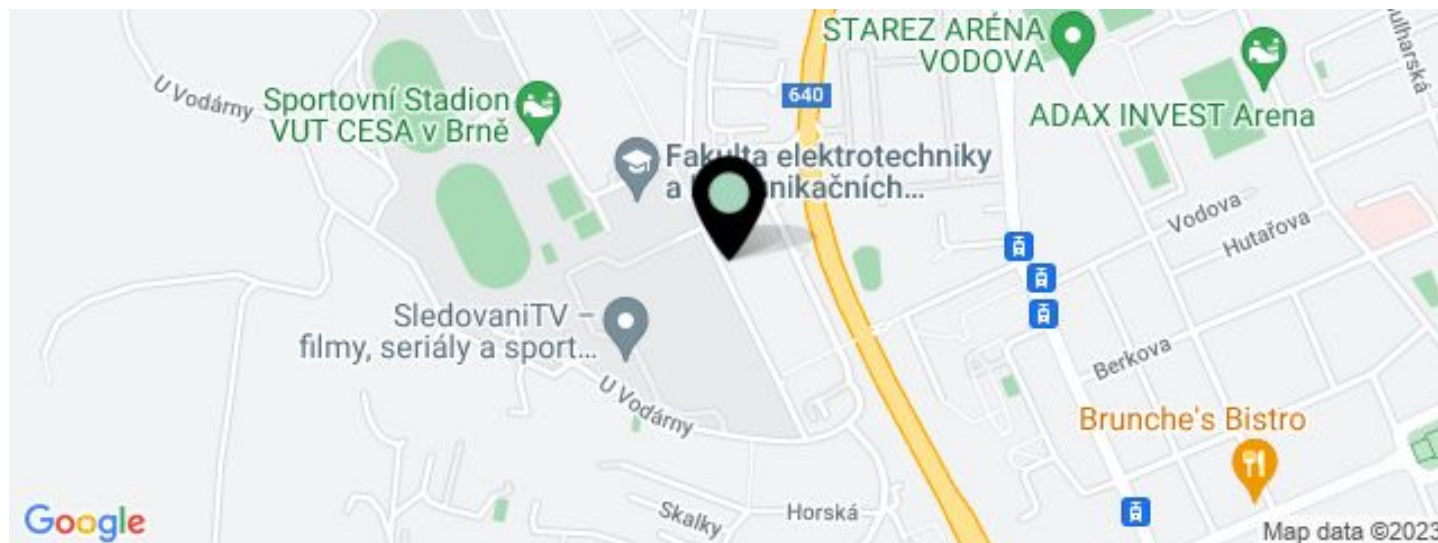 STAREZ ARÉNA
VODOVA
640
U Vodárny
Sportovní Stadion
VUT CESA v Brně
ADAX INVEST Arena
Fakulta elektrotechniky
a
Vodova
Hutařova
SledovaniTV –
filmy, seriály a sport...
Berkova
U Vodárny
Brunche's Bistro
Skalky
Horská
Google
Map data ©2023